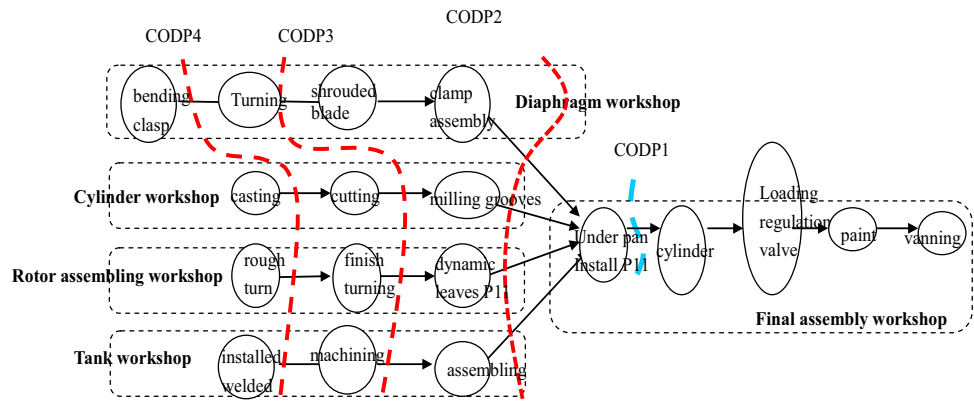 CODP4
CODP3
CODP2
bending
clasp
Turning
shrouded
blade
clamp
assembly
Diaphragm workshop
CODP1
Cylinder workshop
casting
cutting
milling grooves
Under pan
Install P11
cylinder
Loading
regulation
valve
paint
vanning
Rotor assembling workshop
rough
turn
finish
turning
dynamic
leaves P11
Final assembly workshop
Tank workshop
installed
welded
machining
assembling